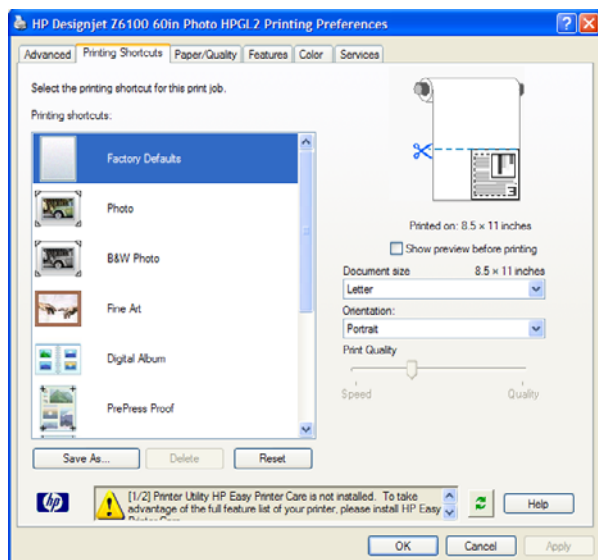 HP Designjet Z6100 60in Photo HPGL2 Printing Preferences
Advanced Printing Shortcuts Paper/Quality Features Color Services
Select the printing shortcut for this print job.
Printing shortcuts:
Factory Defaults
Photo
B&W Photo
Fine Art
Digital Album
PrePress Proof
Save As...
Delete
Reset
3
Printed on: 8.5 × 11 inches
Show preview before printing
Document size 8.5 × 11 inches
Letter
Orientation:
Portrait
Print Quality
Speed Quality
hp
[1/2] Printer Utility HP Easy Printer Care is not installed. To take
advantage of the full feature list of your printer, please install HP Easy
Printer Care
Help
OK
Cancel
Apply